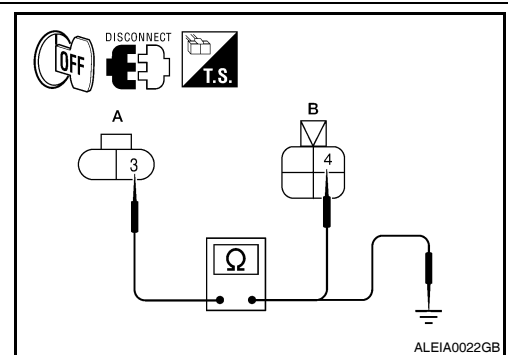 OFF
DISCONNECT
T.S.
A
B
3
4
Ω
ALEIA0022GB